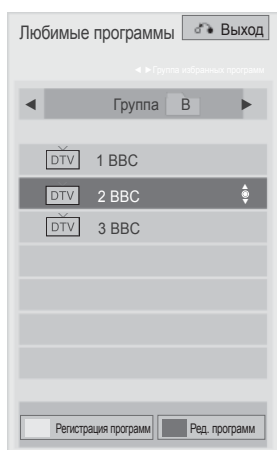 Любимые программы Выход
◄ ►Группа избранных программ
◄ Группа B ►
DTV 1 BBC
DTV 2 BBC
DTV 3 BBC
Регистрация программ Ред. программ